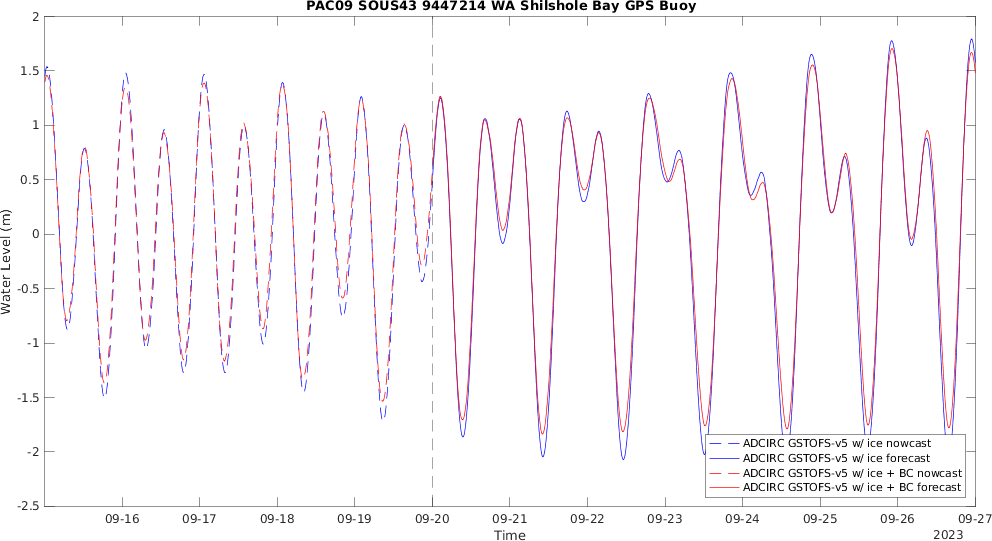 PAC09 SOUS43 9447214 WA Shilshole Bay GPS Buoy
2
1.5
1
0.5
0
-0.5
-1
-1.5
-2
-2.5
Water Level (m)
ADCIRC GSTOFS-v5 w/ ice nowcast
ADCIRC GSTOFS-v5 w/ ice forecast
ADCIRC GSTOFS-v5 w/ ice + BC nowcast
ADCIRC GSTOFS-v5 w/ ice + BC forecast
09-16 09-17 09-18 09-19 09-20 09-21 09-22 09-23 09-24 09-25 09-26 09-27
Time
2023